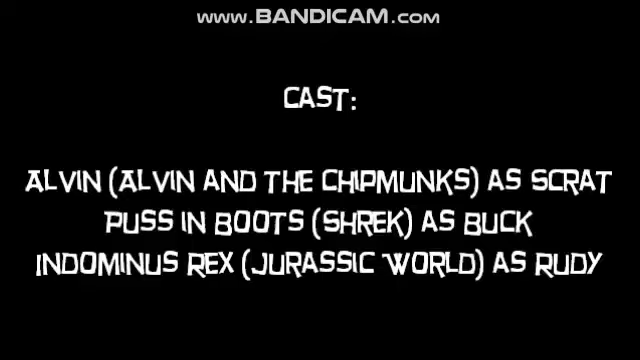 www.BANDICAM.com
CAST:
ALVIN (ALVIN AND THE CHIPMUNKS) AS SCRAT
PUSS IN BOOTS (SHREK) AS BUCK
INDOMINUS REX (JURASSIC WORLD) AS RUDY